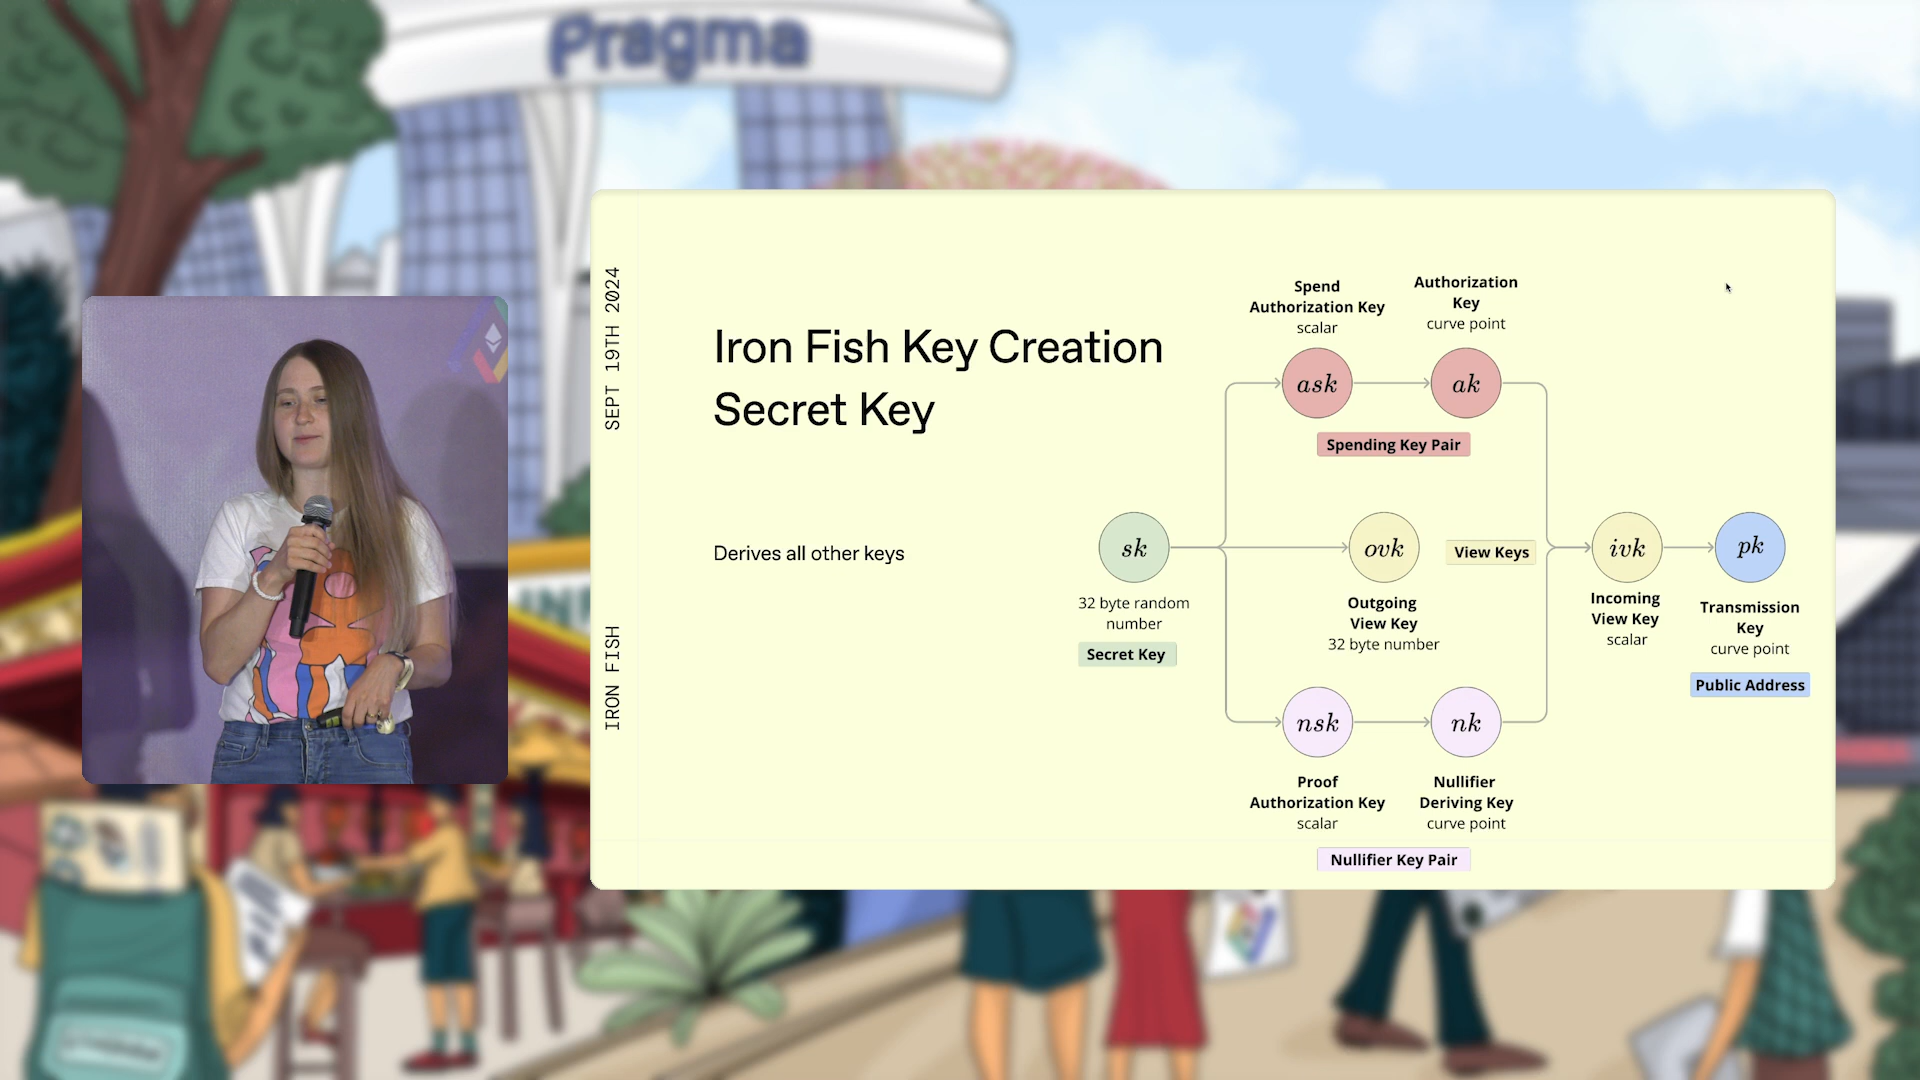 Pragma
SEPT 19TH 2024
IRON FISH
Iron Fish Key Creation
Secret Key
Derives all other keys
Spend
Authorization Key
scalar
Authorization
Key
curve point
ask
ak
Spending Key Pair
sk
32 byte random
number
Secret Key
ovk
Outgoing
View Key
32 byte number
View Keys
ivk
Incoming
View Key
scalar
pk
Transmission
Key
curve point
Public Address
nsk
nk
Proof
Authorization Key
scalar
Nullifier
Deriving Key
curve point
Nullifier Key Pair